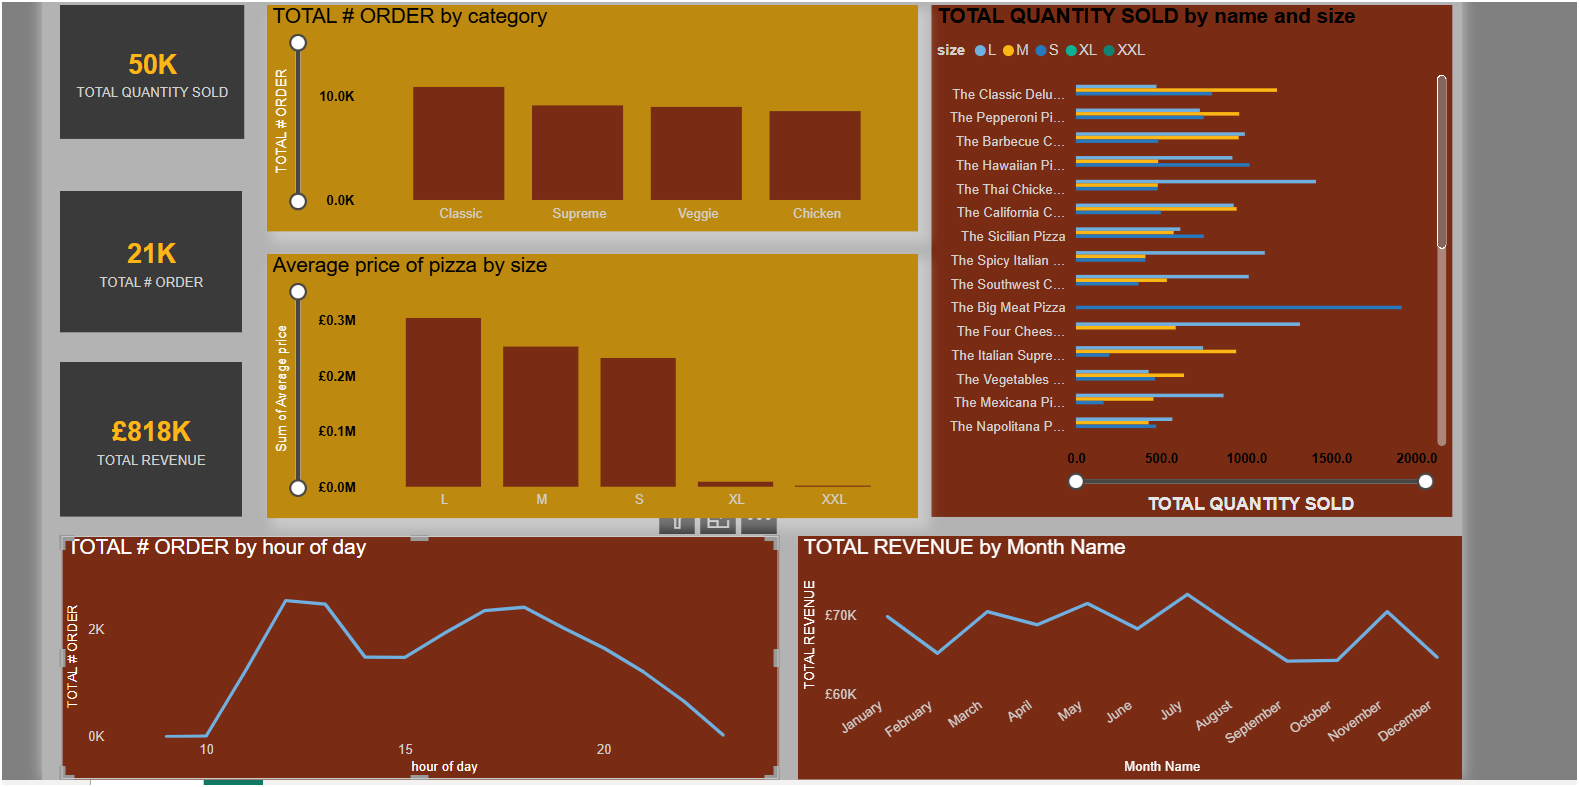 50K
TOTAL QUANTITY SOLD
21K
TOTAL # ORDER
£818K
TOTAL REVENUE
TOTAL # ORDER by category
TOTAL # ORDER
10.0K
0.0K
Classic Supreme Veggie Chicken
Average price of pizza by size
Sum of Average price
£0.3M
£0.2M
£0.1M
£0.0M
L M S XL XXL
TOTAL QUANTITY SOLD by name and size
size L M S XL XXL
The Classic Delu...
The Pepperoni Pi...
The Barbecue C...
The Hawaiian Pi...
The Thai Chicke...
The California C...
The Sicilian Pizza
The Spicy Italian ...
The Southwest C...
The Big Meat Pizza
The Four Chees...
The Italian Supre...
The Vegetables ...
The Mexicana Pi...
The Napolitana P...
0.0 500.0 1000.0 1500.0 2000.0
TOTAL QUANTITY SOLD
TOTAL # ORDER by hour of day
TOTAL # ORDER
2K
0K
10 15 20
hour of day
TOTAL REVENUE by Month Name
TOTAL REVENUE
£70K
£60K
January February March April May June July August September October November December
Month Name